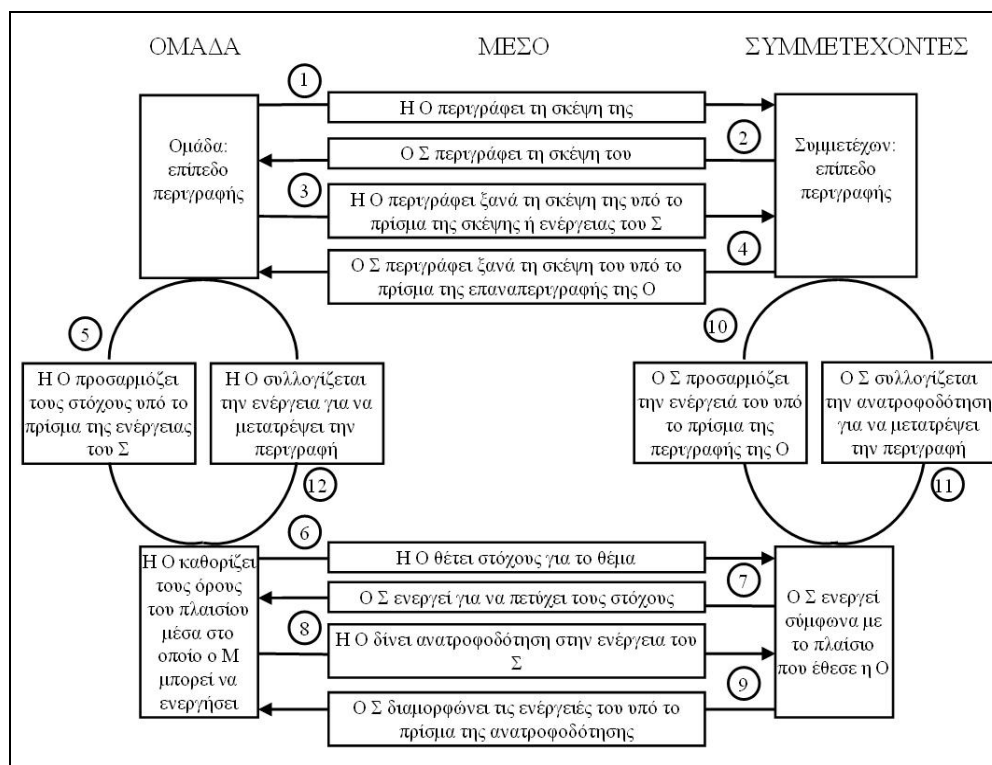 ΟΜΑΔΑ
ΜΕΣΟ
ΣΥΜΜΕΤΕΧΟΝΤΕΣ
1
Η Ο περιγράφει τη σκέψη της
2
Ομάδα:
επίπεδο
περιγραφής
Ο Σ περιγράφει τη σκέψη του
Συμμετέχων:
επίπεδο
περιγραφής
3
Η Ο περιγράφει ξανά τη σκέψη της υπό το
πρίσμα της σκέψης ή ενέργειας του Σ
4
Ο Σ περιγράφει ξανά τη σκέψη του υπό το
πρίσμα της επαναπεριγραφής της Ο
5
Η Ο προσαρμόζει
τους στόχους υπό το
πρίσμα της ενέργειας
του Σ
Η Ο συλλογίζεται
την ενέργεια για να
μετατρέψει την
περιγραφή
12
10
Ο Σ προσαρμόζει
την ενέργειά του υπό
το πρίσμα της
περιγραφής της Ο
Ο Σ συλλογίζεται
την ανατροφοδότηση
για να μετατρέψει
την περιγραφή
11
6
Η Ο θέτει στόχους για το θέμα
7
Η Ο καθορίζει
τους όρους
του πλαισίου
μέσα στο
οποίο ο Μ
μπορεί να
ενεργήσει
Ο Σ ενεργεί για να πετύχει τους στόχους
Ο Σ ενεργεί
σύμφωνα με
το πλαίσιο
που έθεσε η Ο
8
Η Ο δίνει ανατροφοδότηση στην ενέργεια του
Σ
9
Ο Σ διαμορφώνει τις ενέργειές του υπό το
πρίσμα της ανατροφοδότησης